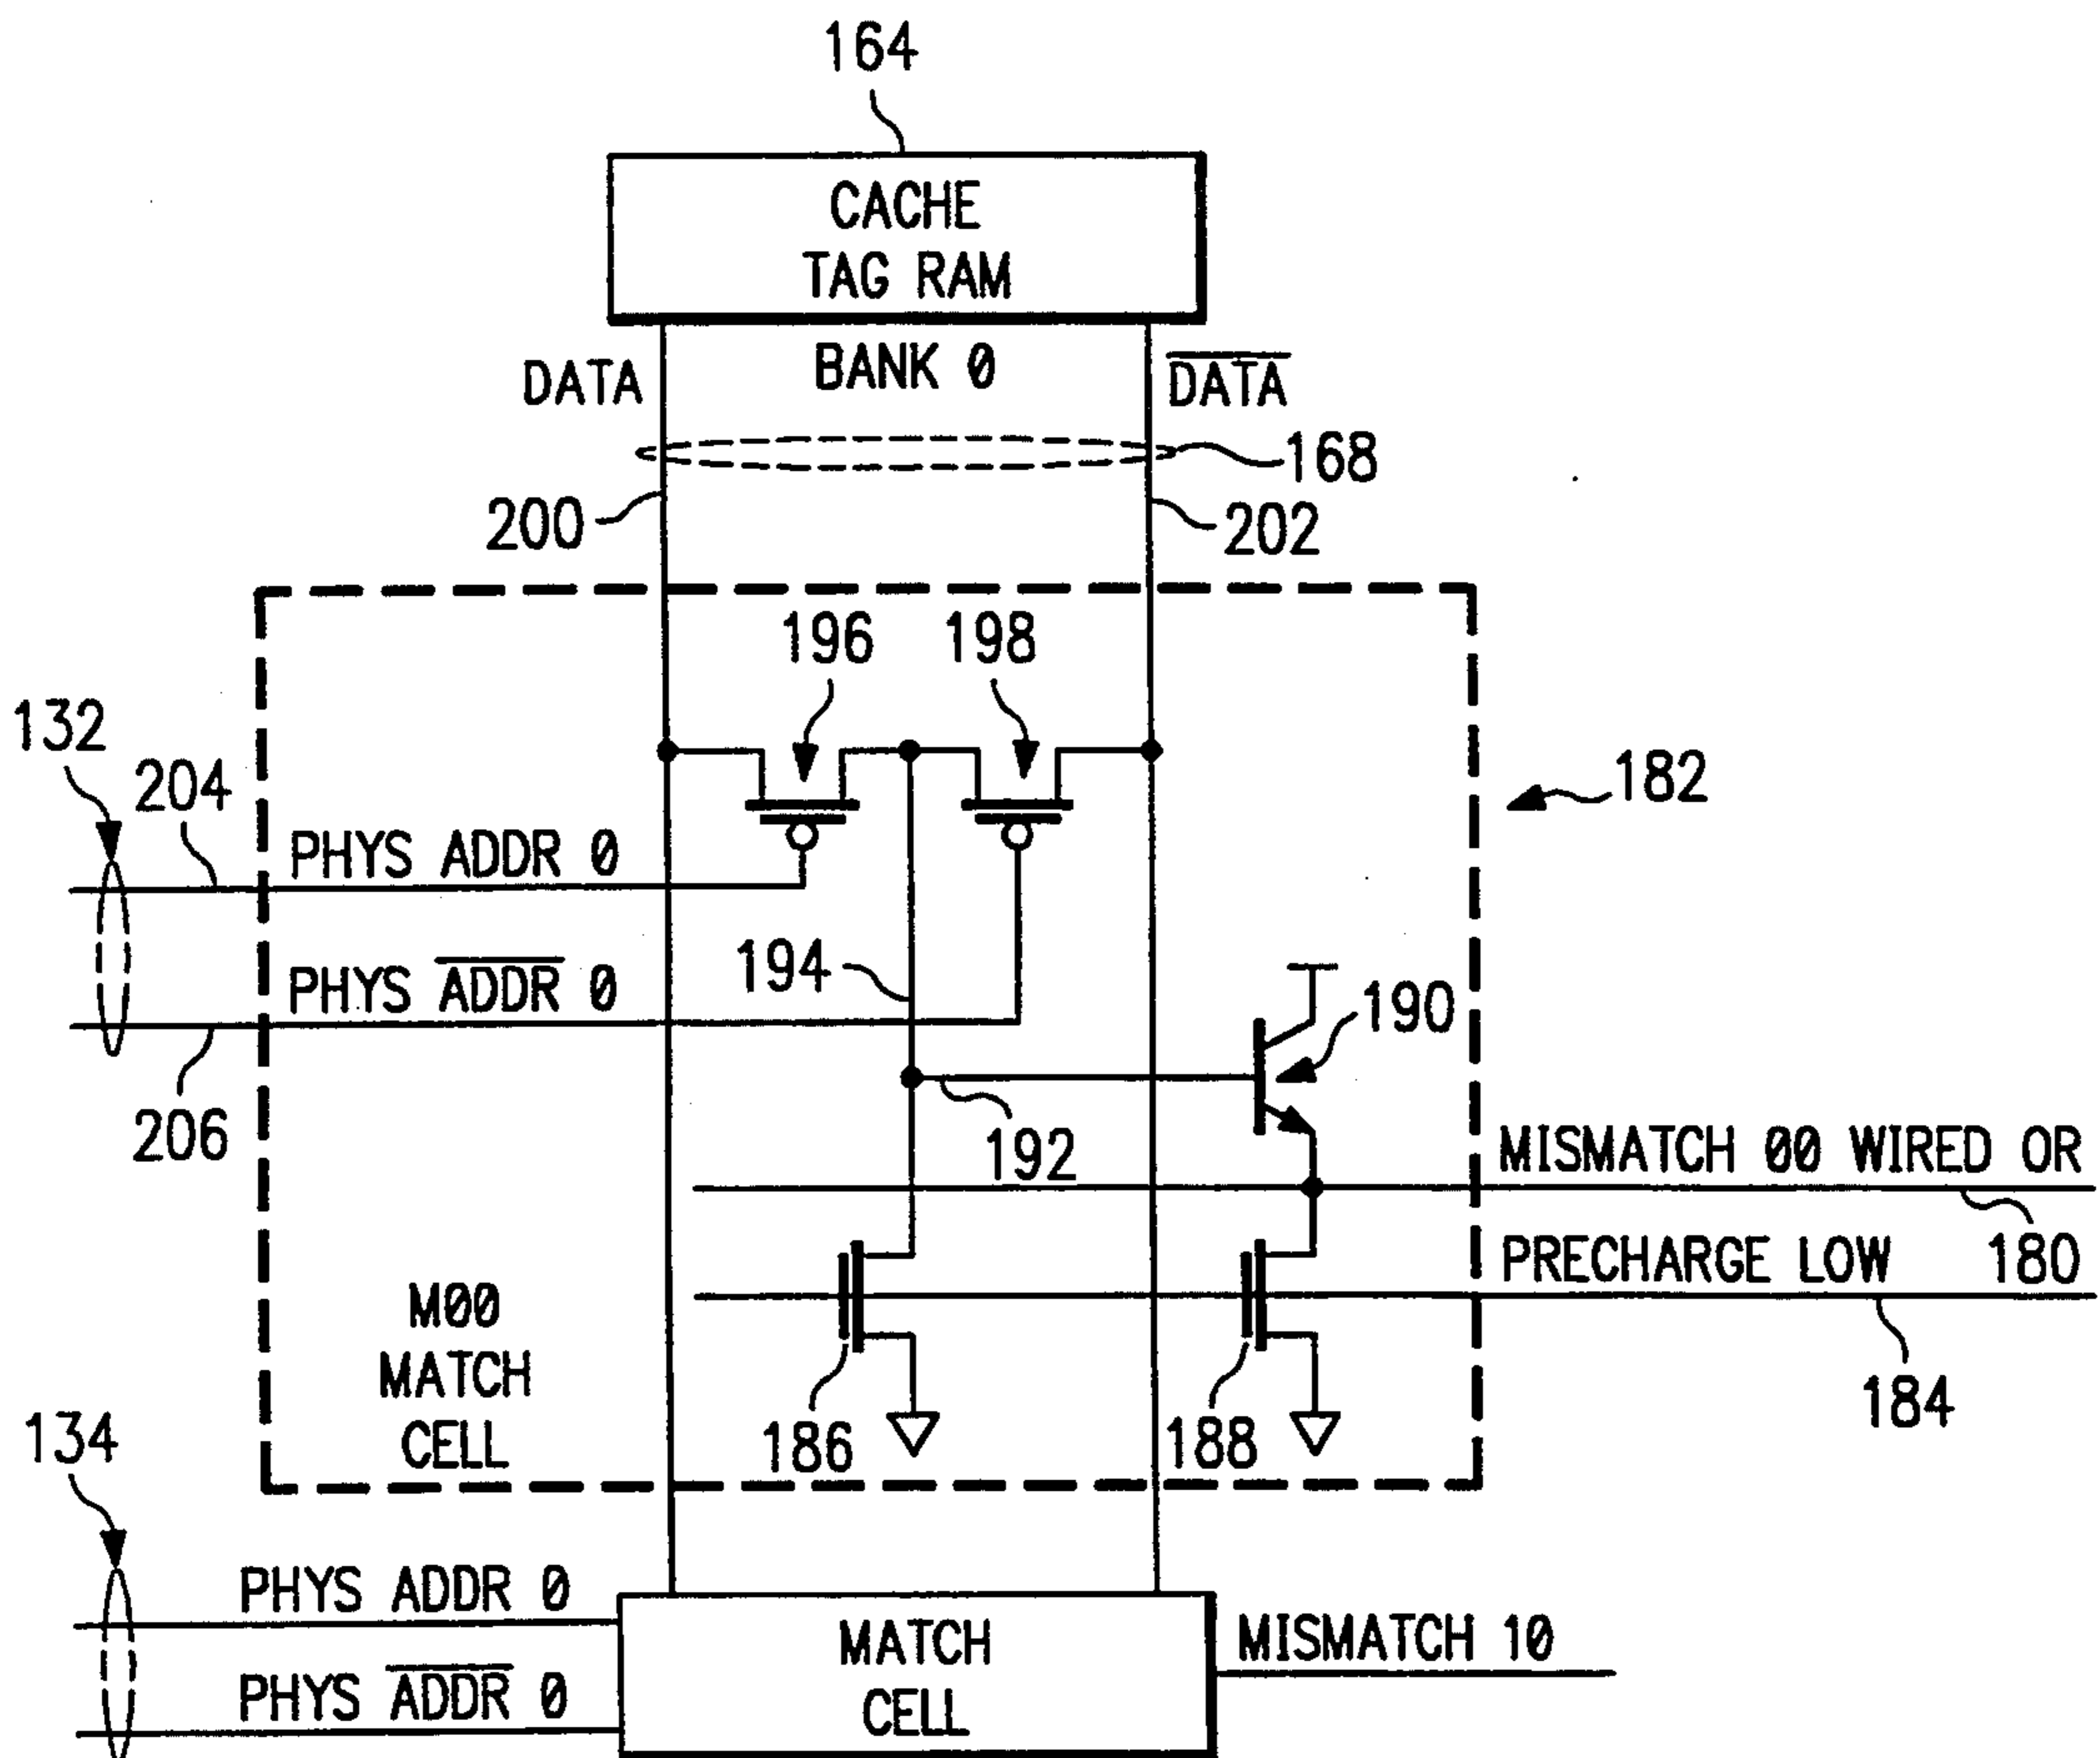 164
CACHE
TAG RAM
DATA
BANK 0
DATA
168
200
202
196
198
132
204
182
PHYS ADDR 0
194
PHYS ADDR 0
190
206
192
MISMATCH 00 WIRED OR
PRECHARGE LOW
180
M00
MATCH
CELL
186
188
184
134
PHYS ADDR 0
MATCH
CELL
MISMATCH 10
PHYS ADDR 0